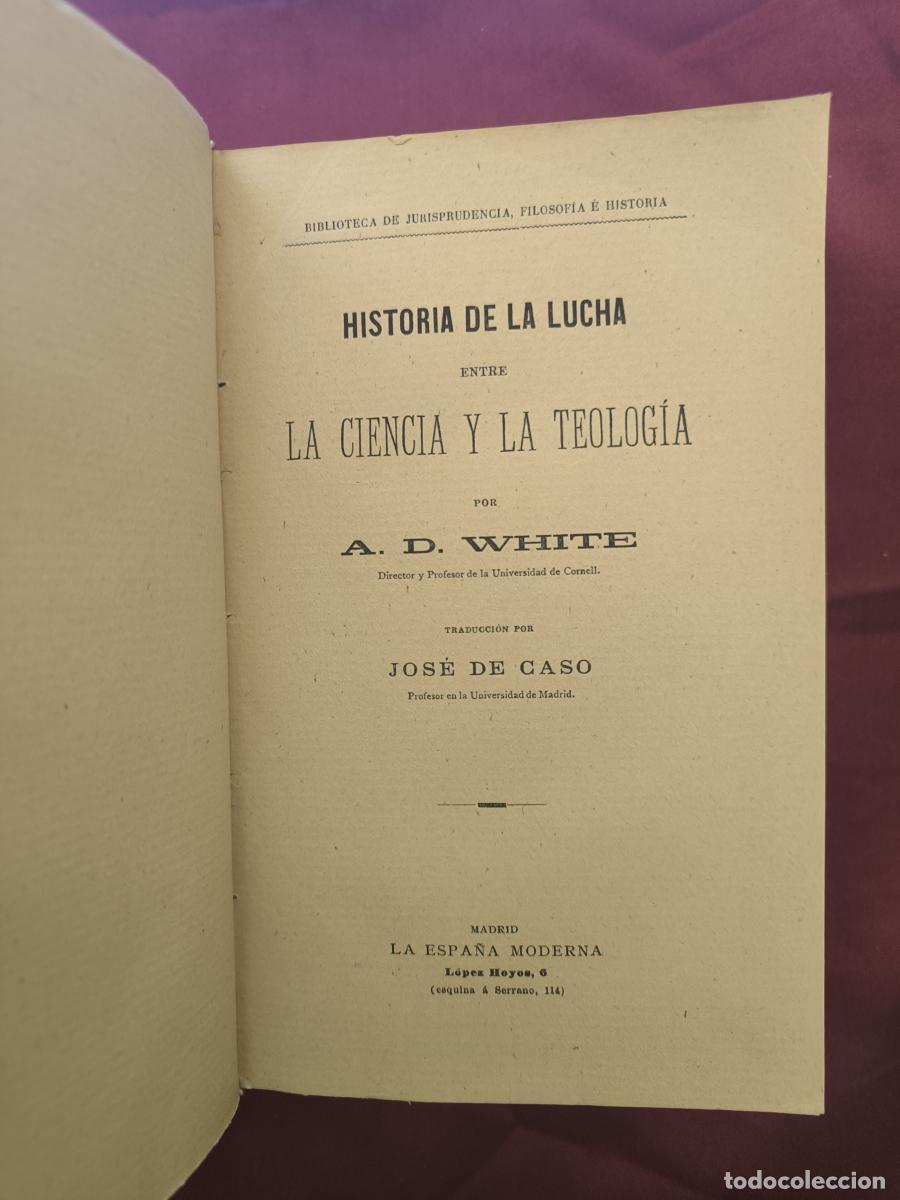 BIBLIOTECA DE JURISPRUDENCIA, FILOSOFÍA É HISTORIA
HISTORIA DE LA LUCHA
ENTRE
LA CIENCIA Y LA TEOLOGÍA
POR
A. D. WHITE
Director y Profesor de la Universidad de Cornell.
TRADUCCIÓN POR
JOSÉ DE CASO
Profesor en la Universidad de Madrid.
MADRID
LA ESPAÑA MODERNA
López Hoyos, 6
(esquina á Serrano, 114)
todocoleccion